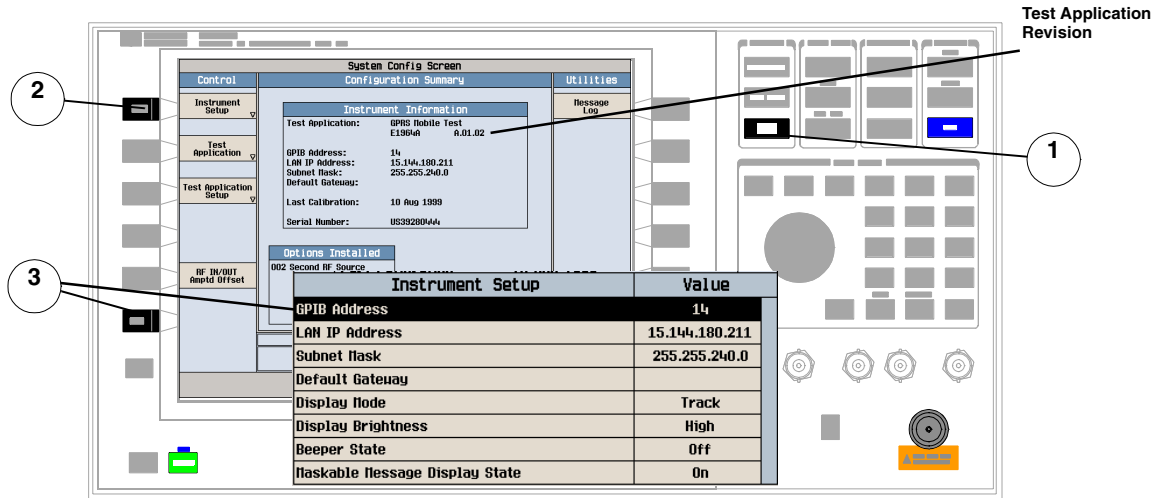 Test Application
Revision
1
2
3
System Config Screen
Control
Configuration Summary
Utilities
Instrument
Setup
Test
Application
Test Application
Setup
RF IN/OUT
Amptd Offset
Message
Log
Instrument Information
Test Application: GPRS Mobile Test
E1964A A.01.02
GPIB Address: 14
LAN IP Address: 15.144.180.211
Subnet Mask: 255.255.240.0
Default Gateway:
Last Calibration: 10 Aug 1999
Serial Number: US39280444
Options Installed
002 Second RF Source
Instrument Setup Value
GPIB Address 14
LAN IP Address 15.144.180.211
Subnet Mask 255.255.240.0
Default Gateway
Display Mode Track
Display Brightness High
Beeper State Off
Maskable Message Display State On